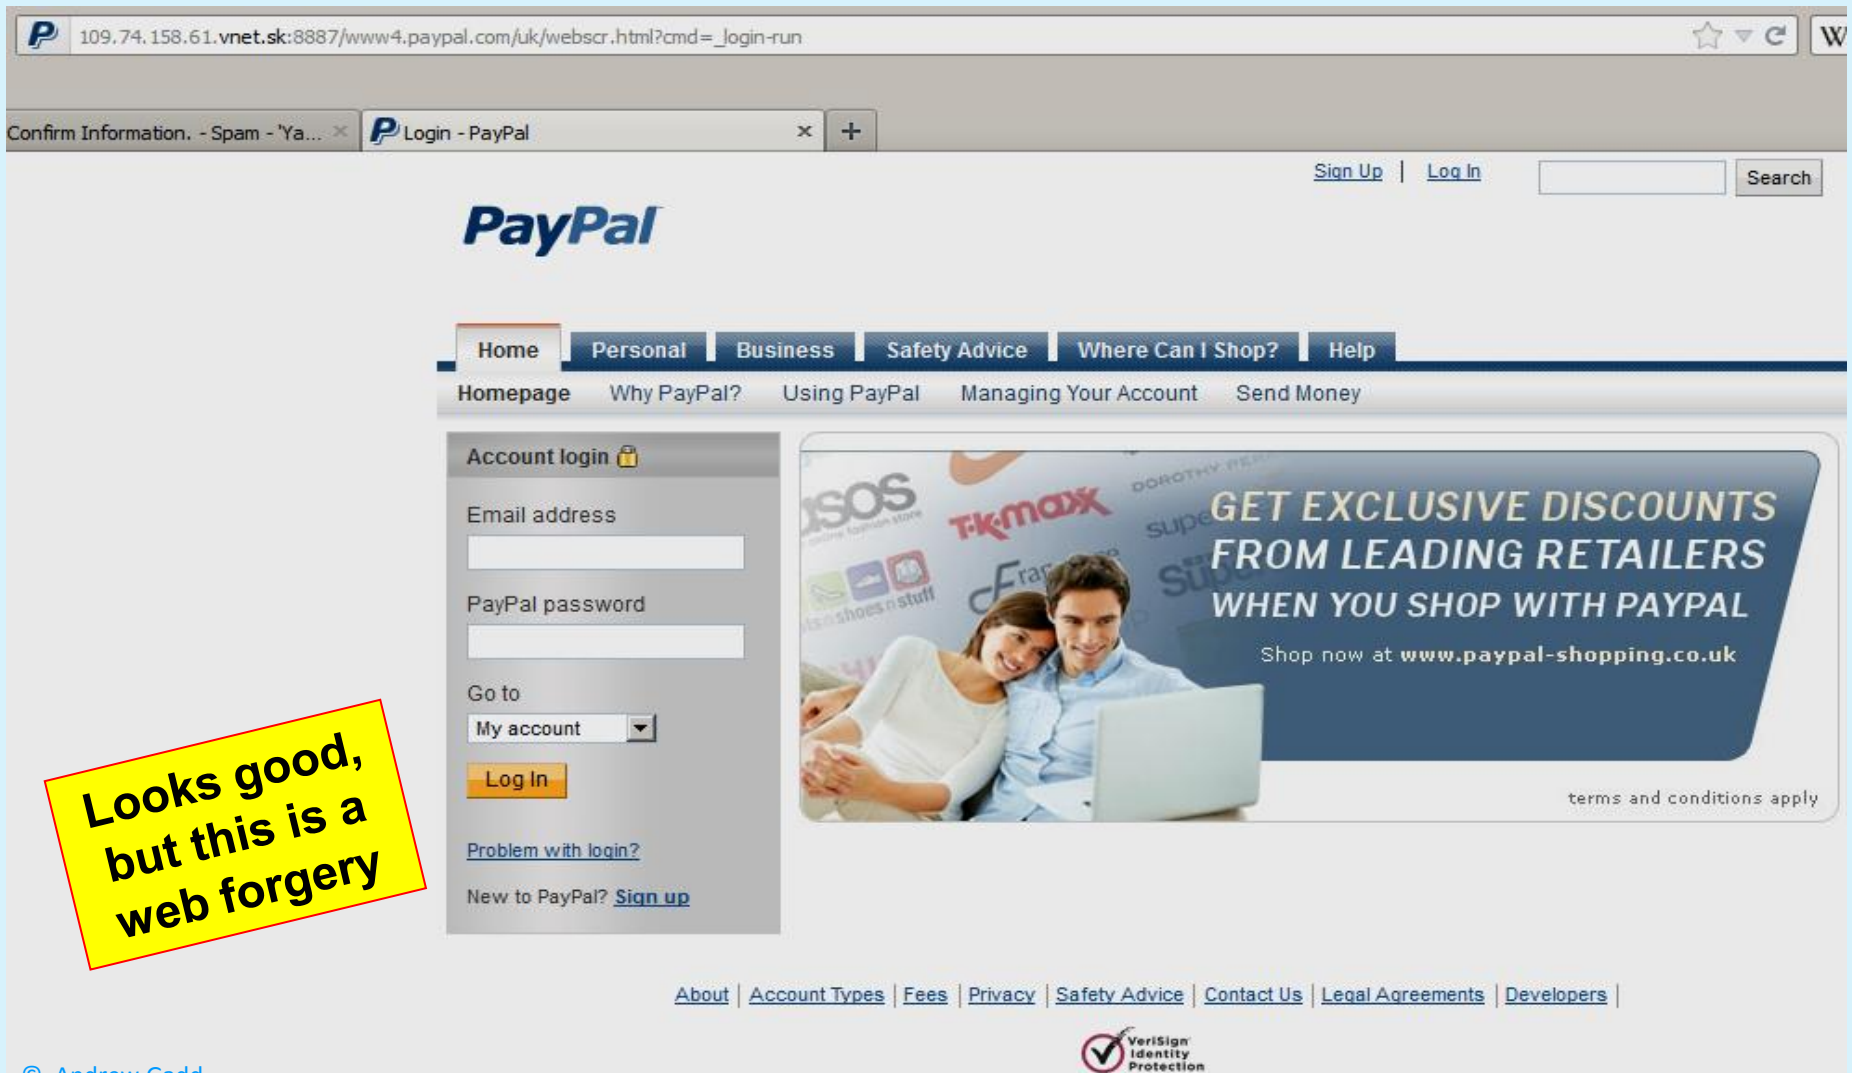 109.74.158.61.vnet.sk:8887/www4.paypal.com/uk/webscr.html?cmd=_login-run
W
Confirm Information. - Spam - 'Ya...
Login - PayPal
Sign Up | Log In
Search
PayPal
Home Personal Business Safety Advice Where Can I Shop? Help
Homepage Why PayPal? Using PayPal Managing Your Account Send Money
Account login
Email address
PayPal password
Go to
My account
Log In
Problem with login?
New to PayPal? Sign up
TK maxx
GET EXCLUSIVE DISCOUNTS
FROM LEADING RETAILERS
WHEN YOU SHOP WITH PAYPAL
Shop now at www.paypal-shopping.co.uk
terms and conditions apply
Looks good,
but this is a
web forgery
About | Account Types | Fees | Privacy | Safety Advice | Contact Us | Legal Agreements | Developers |
VeriSign
Identity
Protection